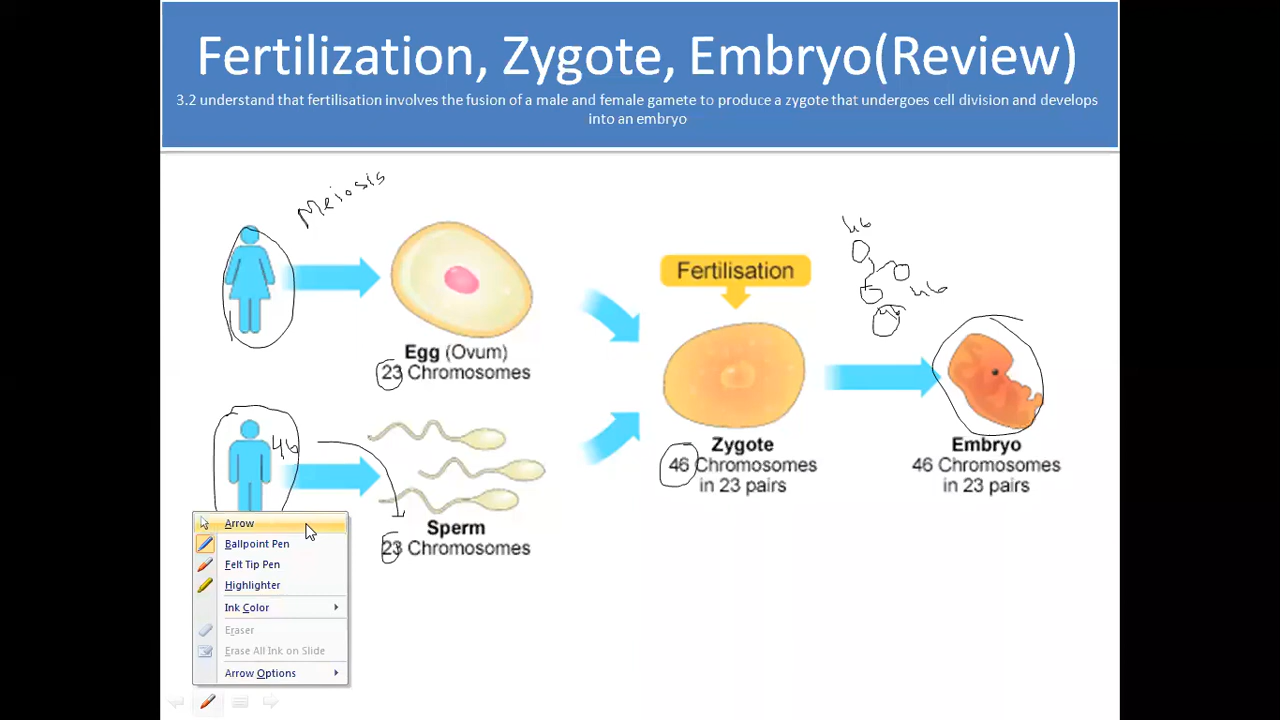 Fertilization, Zygote, Embryo(Review)
3.2 understand that fertilisation involves the fusion of a male and female gamete to produce a zygote that undergoes cell division and develops
into an embryo
Meiosis
46
Fertilisation
46
Egg (Ovum)
23 Chromosomes
46
Zygote
46 Chromosomes
in 23 pairs
Embryo
46 Chromosomes
in 23 pairs
Sperm
23 Chromosomes
Arrow
Ballpoint Pen
Felt Tip Pen
Highlighter
Ink Color
Eraser
Erase All Ink on Slide
Arrow Options